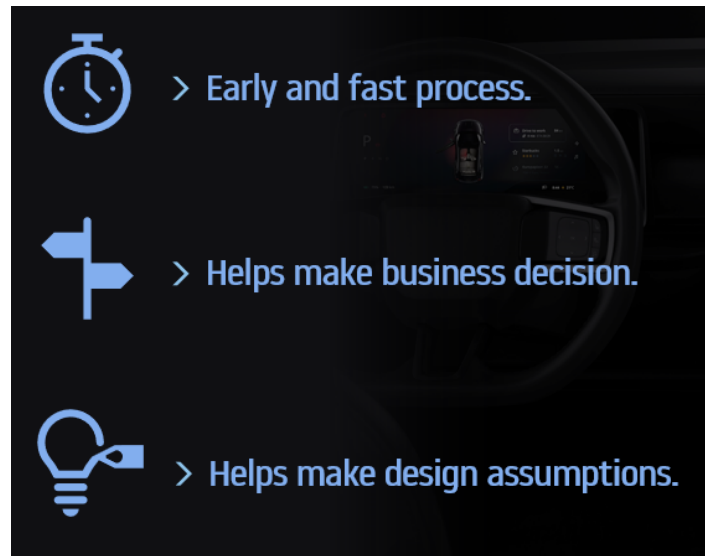 > Early and fast process.
P
> Helps make business decision.
> Helps make design assumptions.